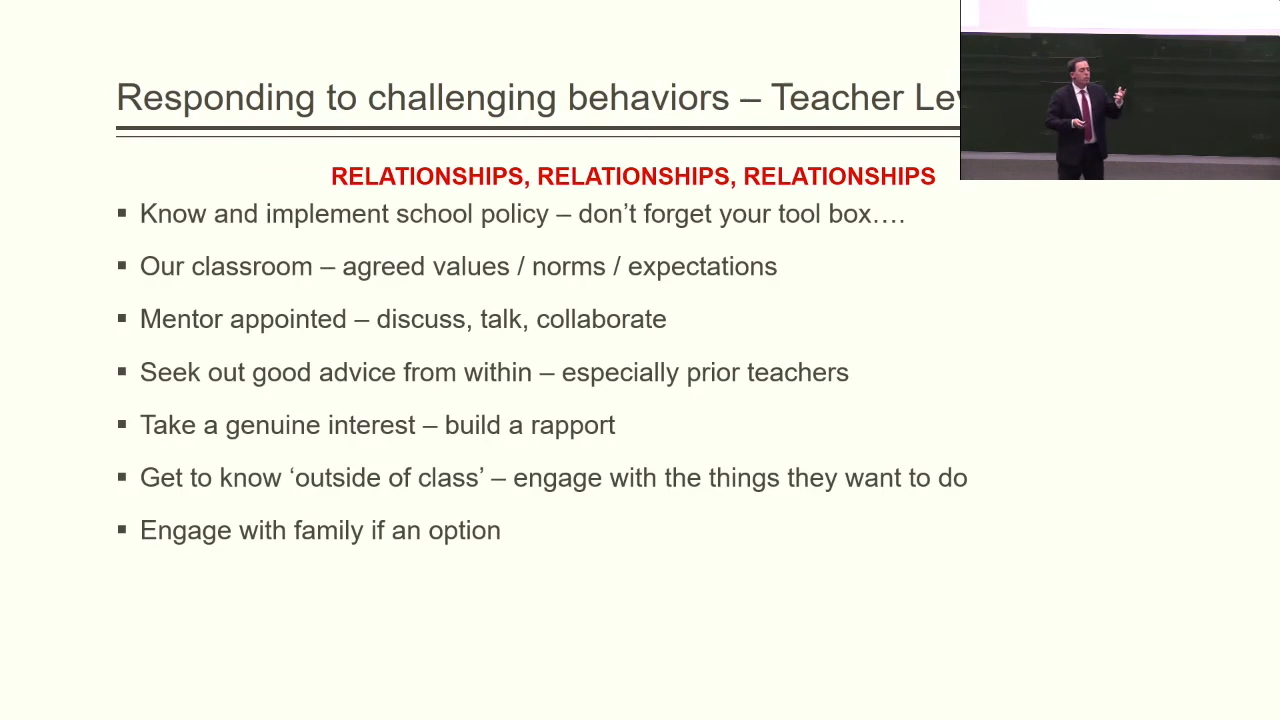 Responding to challenging behaviors – Teacher
RELATIONSHIPS, RELATIONSHIPS, RELATIONSHIPS
▪ Know and implement school policy – don’t forget your tool box….
▪ Our classroom – agreed values / norms / expectations
▪ Mentor appointed – discuss, talk, collaborate
▪ Seek out good advice from within – especially prior teachers
▪ Take a genuine interest – build a rapport
▪ Get to know ‘outside of class’ – engage with the things they want to do
▪ Engage with family if an option